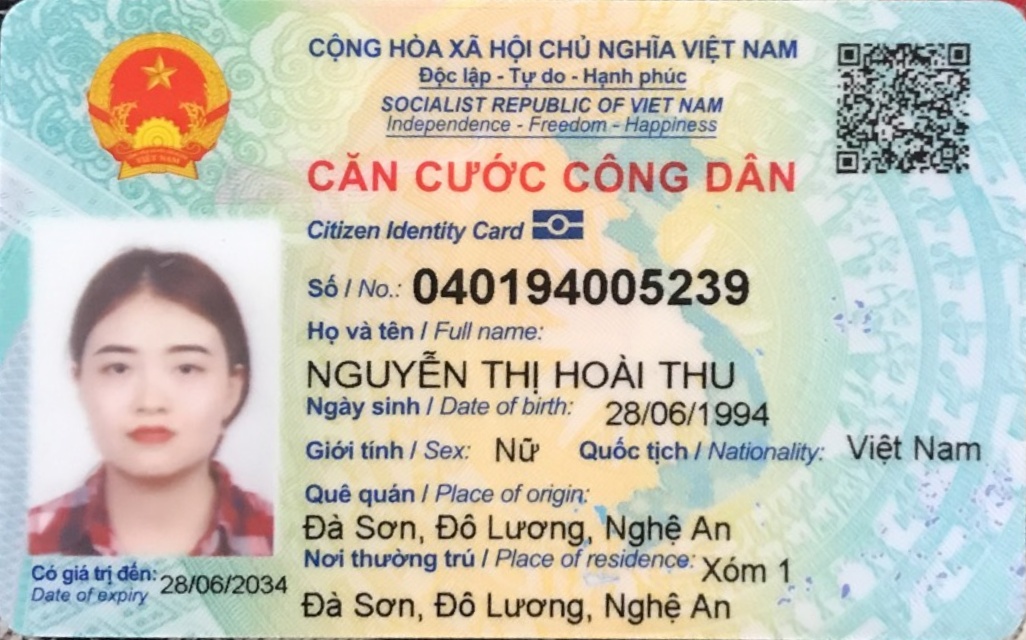 CỘNG HÒA XÃ HỘI CHỦ NGHĨA VIỆT NAM
Độc lập - Tự do - Hạnh phúc
SOCIALIST REPUBLIC OF VIET NAM
Independence - Freedom - Happiness
CĂN CƯỚC CÔNG DÂN
Citizen Identity Card
Số / No.: 040194005239
Họ và tên / Full name:
NGUYỄN THỊ HOÀI THU
Ngày sinh / Date of birth: 28/06/1994
Giới tính / Sex: Nữ Quốc tịch / Nationality: Việt Nam
Quê quán / Place of origin:
Đà Sơn, Đô Lương, Nghệ An
Nơi thường trú / Place of residence: Xóm 1
Đà Sơn, Đô Lương, Nghệ An
Có giá trị đến: 28/06/2034
Date of expiry
VIỆT NAM